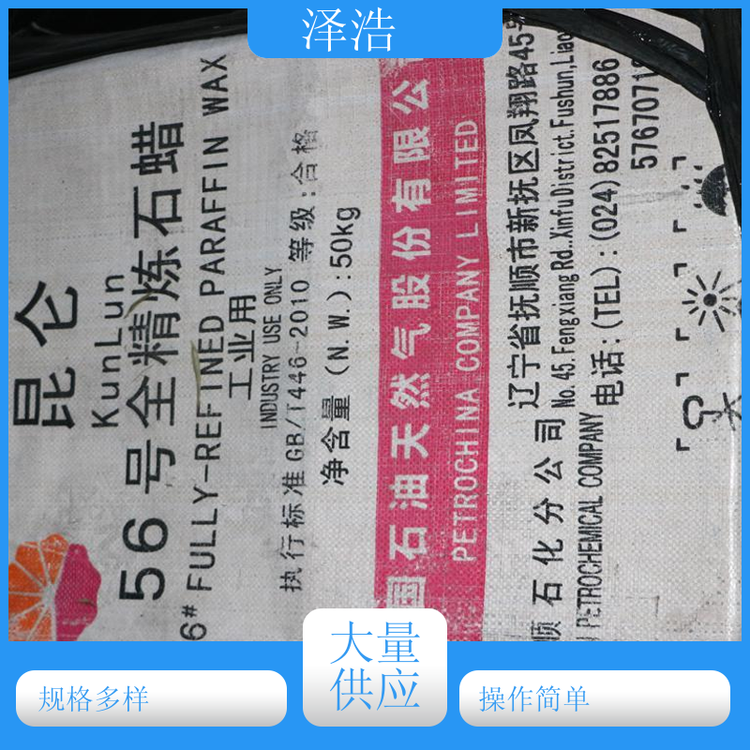 泽浩
昆仑
KunLun
56号全精炼石蜡
6# FULLY-REFINED PARAFFIN WAX
工业用
INDUSTRY USE ONLY
执行标准 GB/T446-2010 等级:合格
净含量(N.W.):50kg
国石油天然气股份有限公
PETROCHINA COMPANY LIMITED
顺石化分公司
PETROCHEMICAL COMPANY
辽宁省抚顺市新抚区凤翔路45号
No.45.Fengxiang Rd.,Xinfu District.Fushun,Liao
电话:(TEL):(024)82517886
5767071
规格多样
大量
供应
操作简单